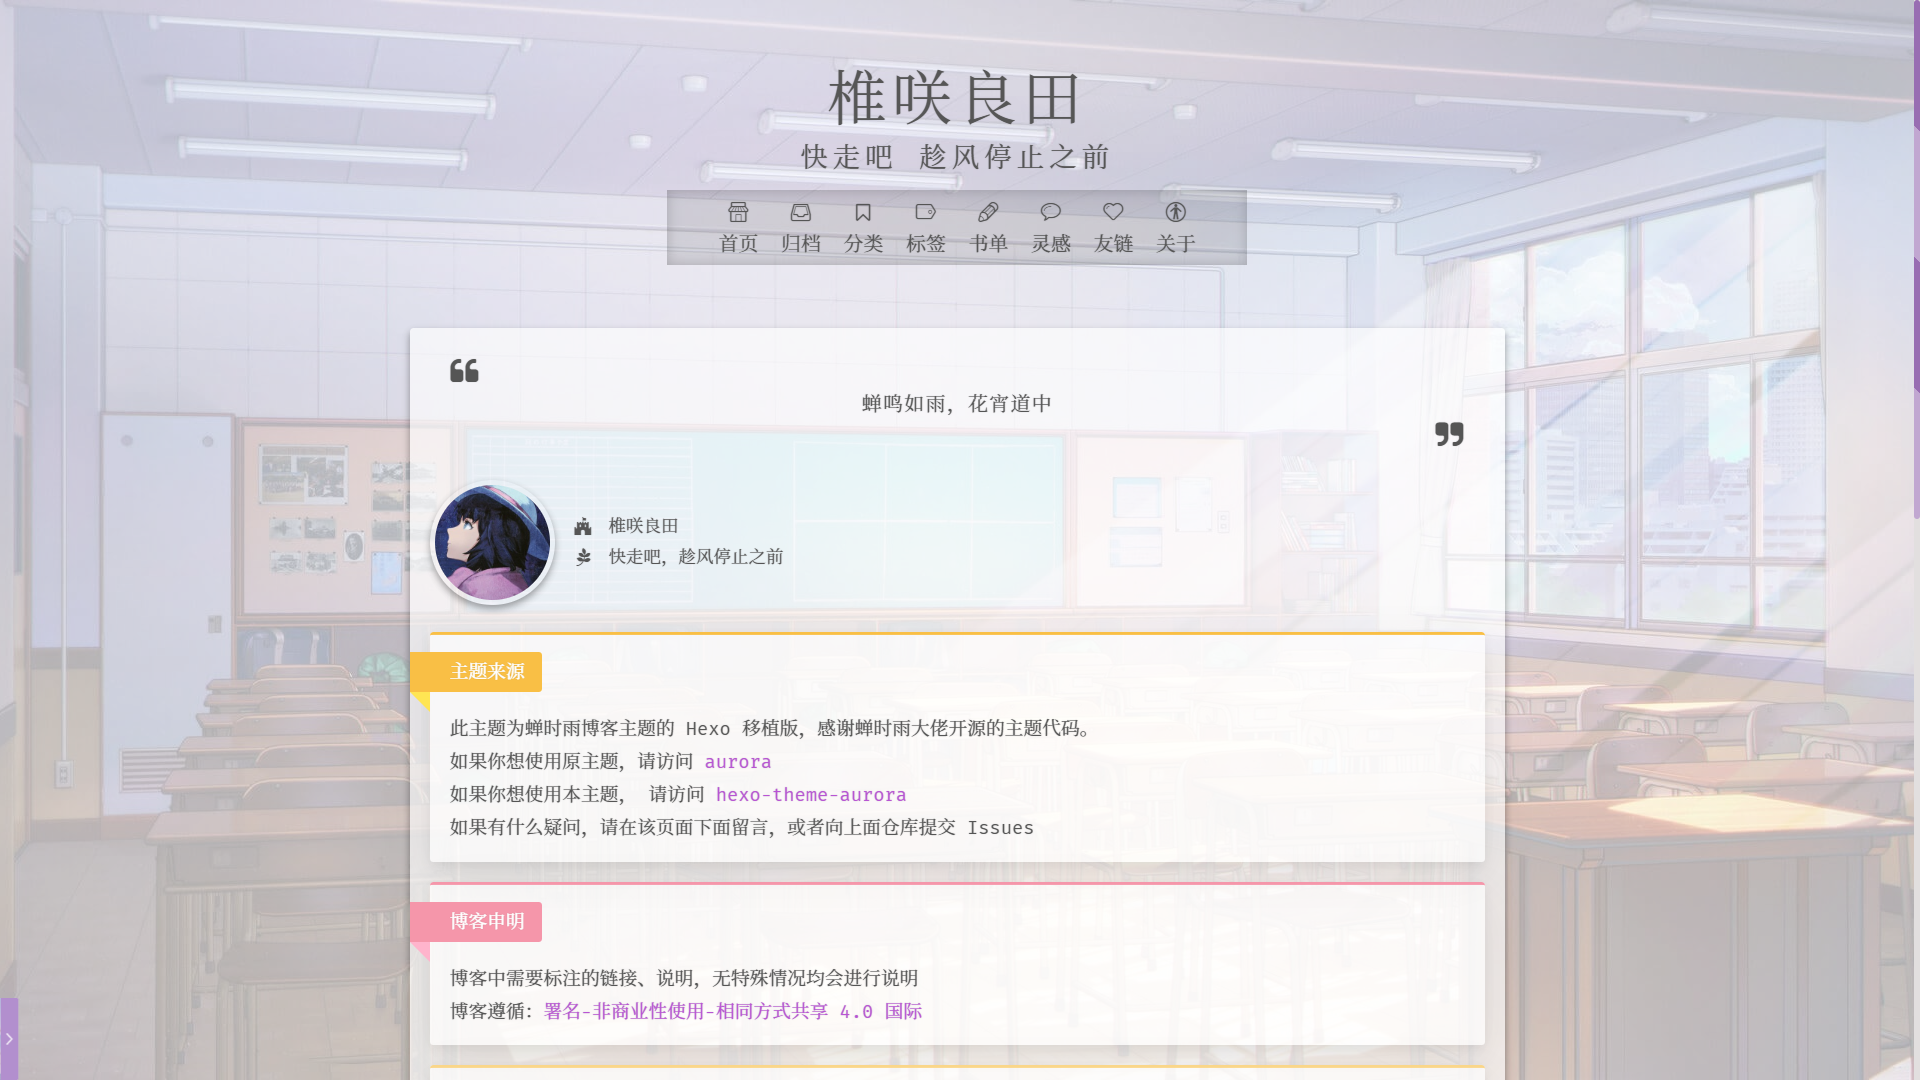 椎咲良田
快走吧 趁风停止之前
首页 归档 分类 标签 书单 灵感 友链 关于
蝉鸣如雨，花宵道中
椎咲良田
快走吧，趁风停止之前
主题来源
此主题为蝉时雨博客主题的 Hexo 移植版，感谢蝉时雨大佬开源的主题代码。
如果你想使用原主题，请访问 aurora
如果你想使用本主题， 请访问 hexo-theme-aurora
如果有什么疑问，请在该页面下面留言，或者向上面仓库提交 Issues
博客申明
博客中需要标注的链接、说明，无特殊情况均会进行说明
博客遵循：署名-非商业性使用-相同方式共享 4.0 国际